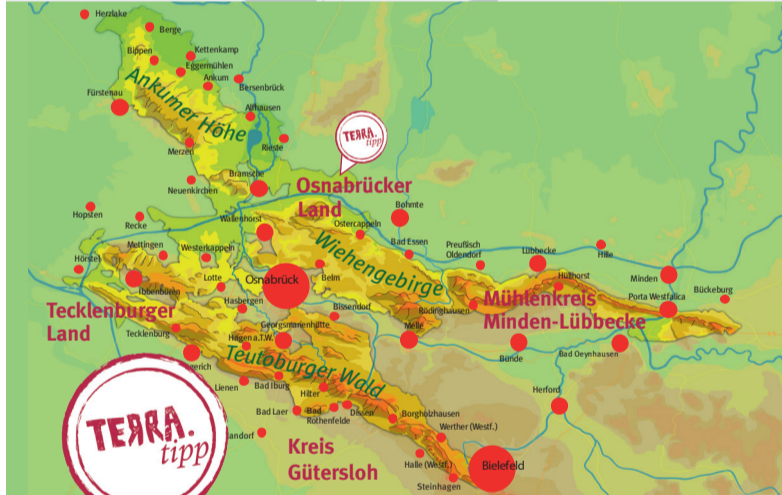 Herzlake
Berge
Bippen
Kettenkamp
Eggermühlen
Ankum
Bersenbrück
Fürstenau
Ankumer Höhe
Alfhausen
TERRA.
tipp
Merzen
Rieste
Neuenkirchen
Bramsche
Osnabrücker
Land
Hopsten
Recke
Wallenhorst
Ostercappeln
Bohmte
Wiehengebirge
Mettingen
Westerkappeln
Bad Essen
Preußisch
Oldendorf
Lübbecke
Hille
Hörstel
Ibbenbüren
Lotte
Osnabrück
Belm
Hüllhorst
Minden
Tecklenburger
Land
Hasbergen
Bissendorf
Rödinghausen
Mühlenkreis
Minden-Lübbecke
Porta Westfalica
Bückeburg
Tecklenburg
Hagen a.T.W.
Georgsmarienhütte
Melle
Bünde
Bad Oeynhausen
Teutoburger Wald
gerich
Lienen
Bad Iburg
Hilter
Bad Laer
Bad
Rothenfelde
Dissen
Borgholzhausen
Herford
TERRA.
tipp
landorf
Kreis
Gütersloh
Werther (Westf.)
Halle (Westf.)
Bielefeld
Steinhagen